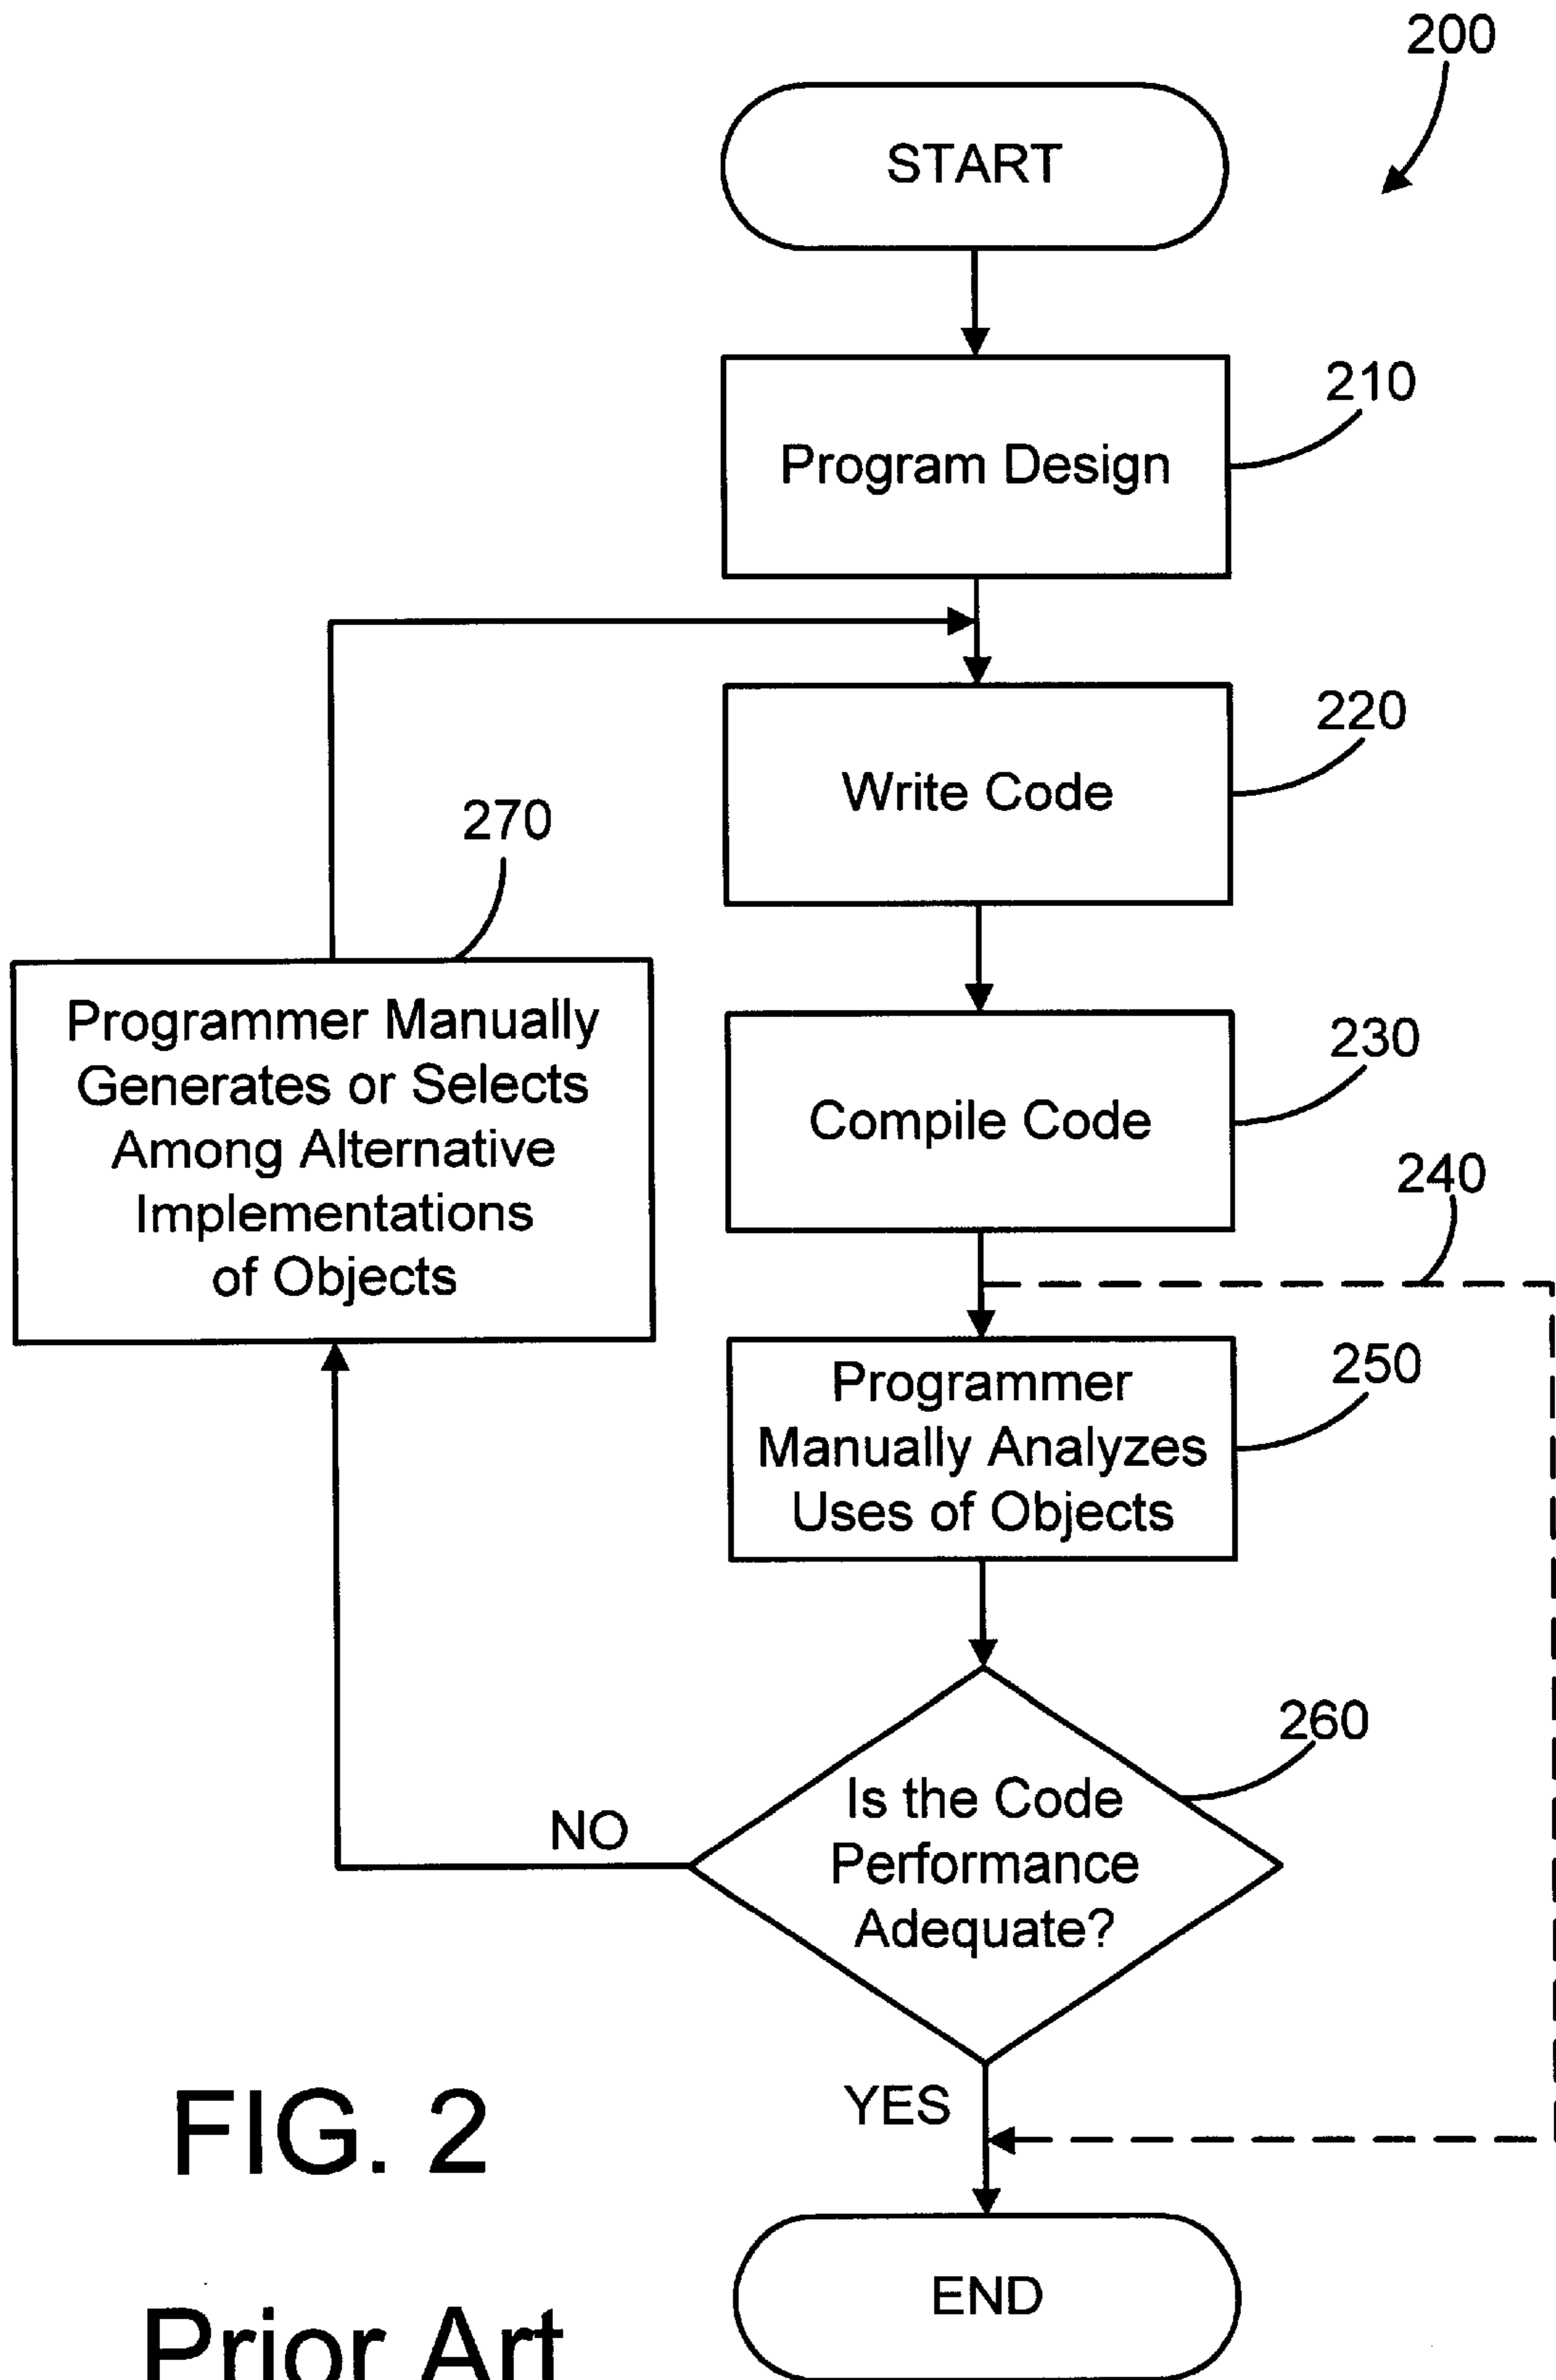 200
START
210
Program Design
220
Write Code
270
Programmer Manually
Generates or Selects
Among Alternative
Implementations
of Objects
230
Compile Code
240
250
Programmer
Manually Analyzes
Uses of Objects
260
Is the Code
Performance
Adequate?
NO
YES
FIG. 2
END
Prior Art